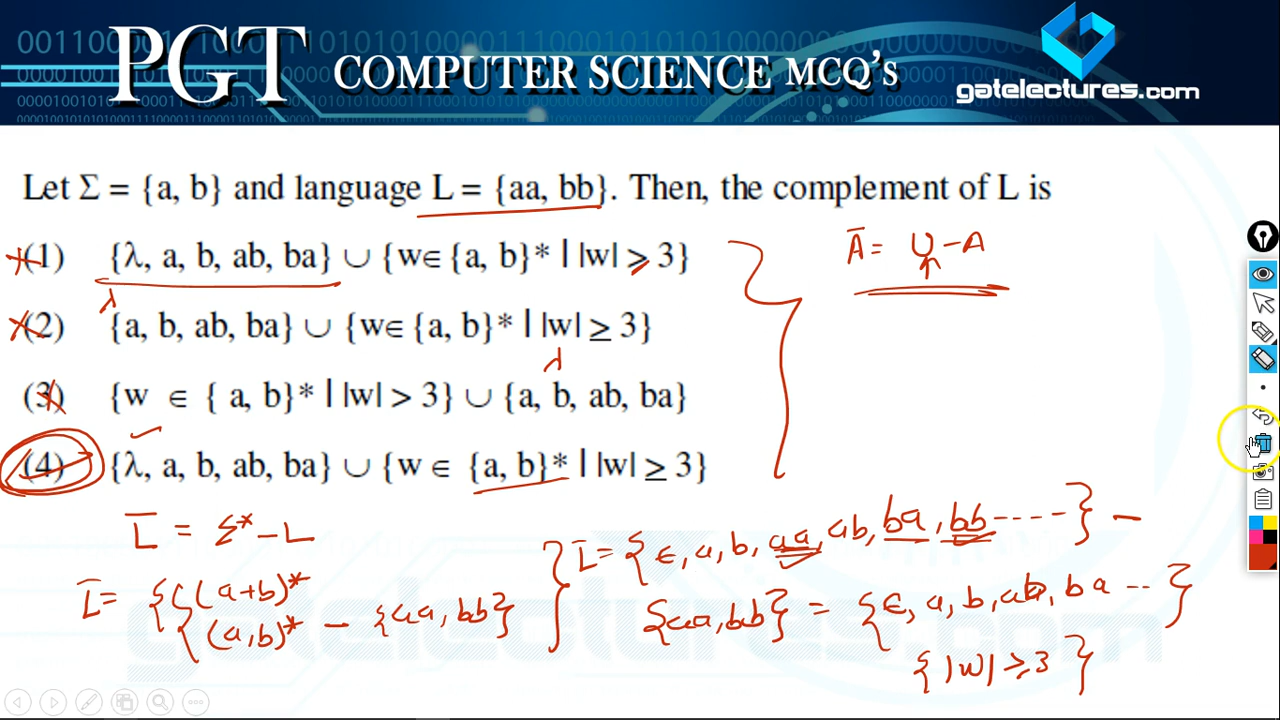 PGT COMPUTER SCIENCE MCQ's
gatelectures.com
Let Σ = {a, b} and language L = {aa, bb}. Then, the complement of L is
(1) {λ, a, b, ab, ba} ∪ {w∈ {a, b}* | |w| > 3}
Ā = U - A
λ
(2) {a, b, ab, ba} ∪ {w∈ {a, b}* | |w| ≥ 3}
λ
(3) {w ∈ { a, b}* | |w| > 3} ∪ {a, b, ab, ba}
(4) {λ, a, b, ab, ba} ∪ {w ∈ {a, b}* | |w| ≥ 3}
L̄ = Σ* - L
L̄ = {ϵ, a, b, aa, ab, ba, bb ----} -
L̄ = {(a+b)*
(a,b)* - {aa, bb}
{aa, bb} = {ϵ, a, b, ab, ba --}
{|w| ≥ 3}
gatelectures.com